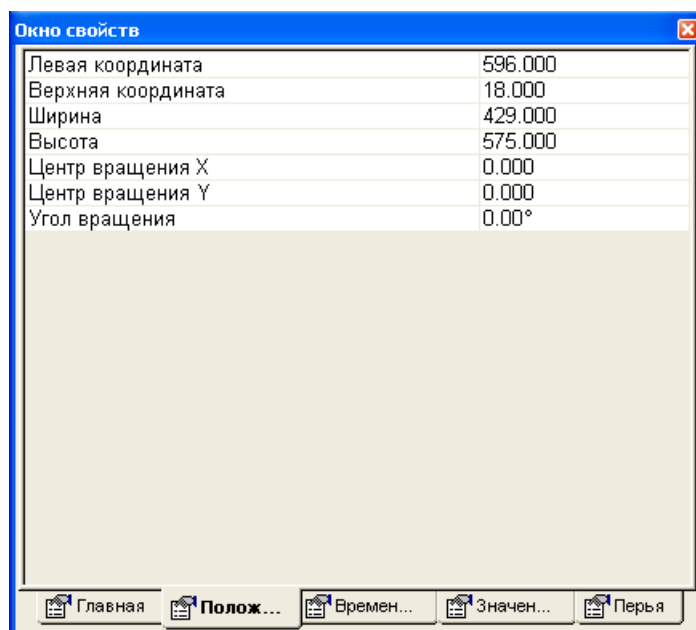 Окно свойств
Левая координата 596.000
Верхняя координата 18.000
Ширина 429.000
Высота 575.000
Центр вращения X 0.000
Центр вращения Y 0.000
Угол вращения 0.00°
Главная Полож... Времен... Значен... Перья